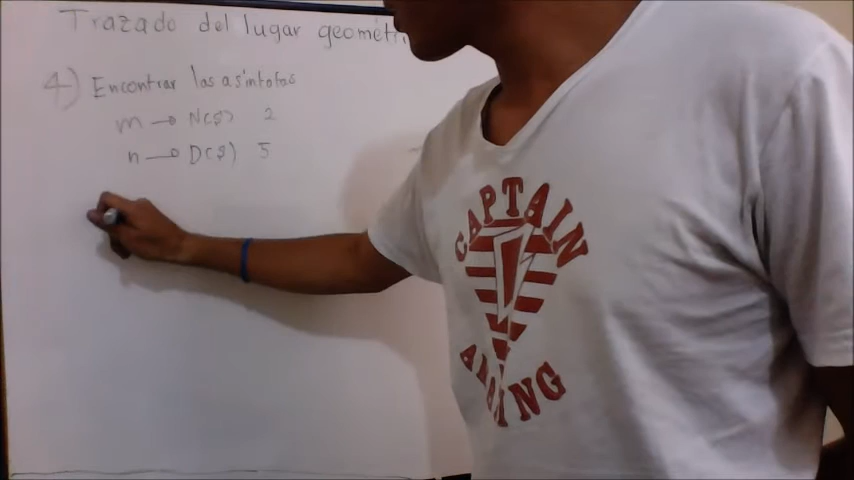 Trazado del lugar geométri
4) Encontrar las asíntotas
m → N(s) 2
n → D(s) 5
CAPTAIN